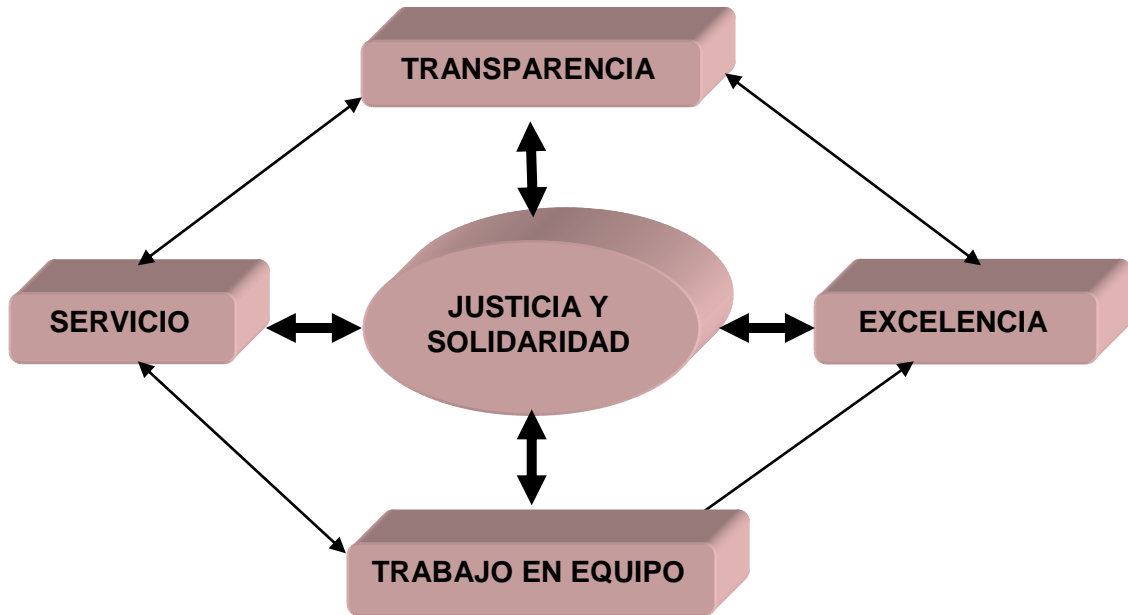 TRANSPARENCIA
SERVICIO
JUSTICIA Y
SOLIDARIDAD
EXCELENCIA
TRABAJO EN EQUIPO